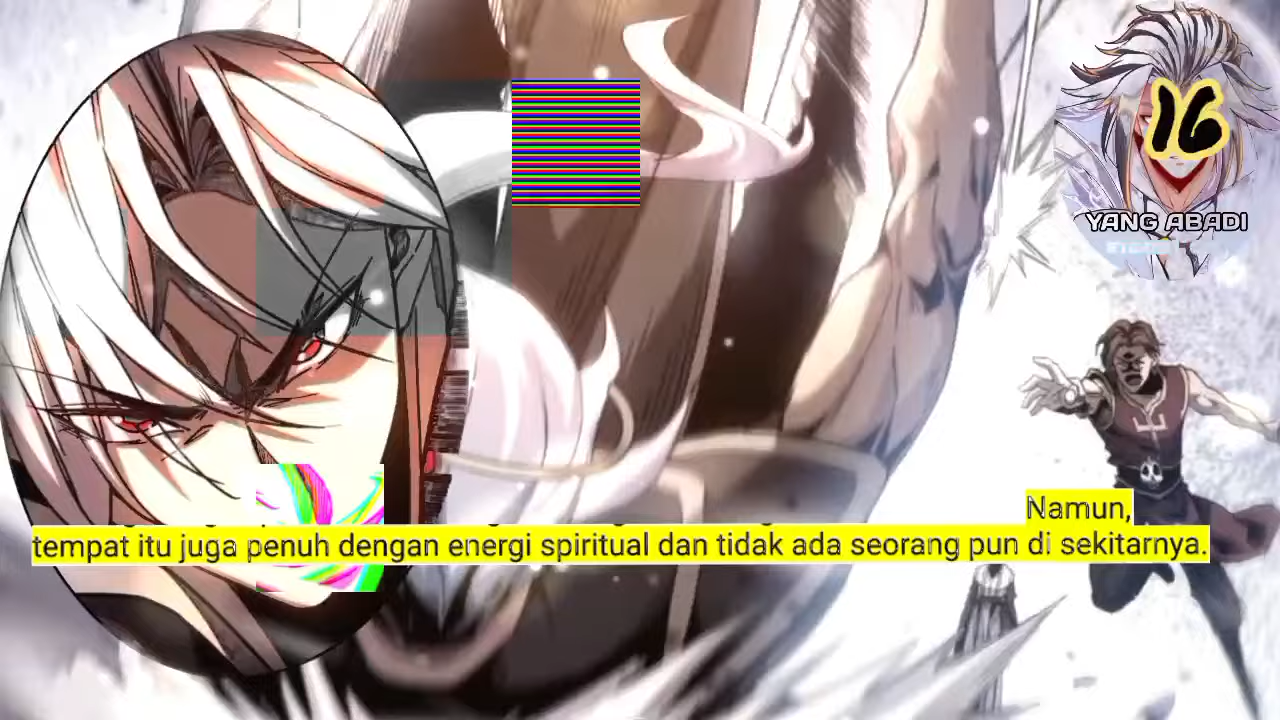 16
YANG ABADI
Namun,
tempat itu juga penuh dengan energi spiritual dan tidak ada seorang pun di sekitarnya.